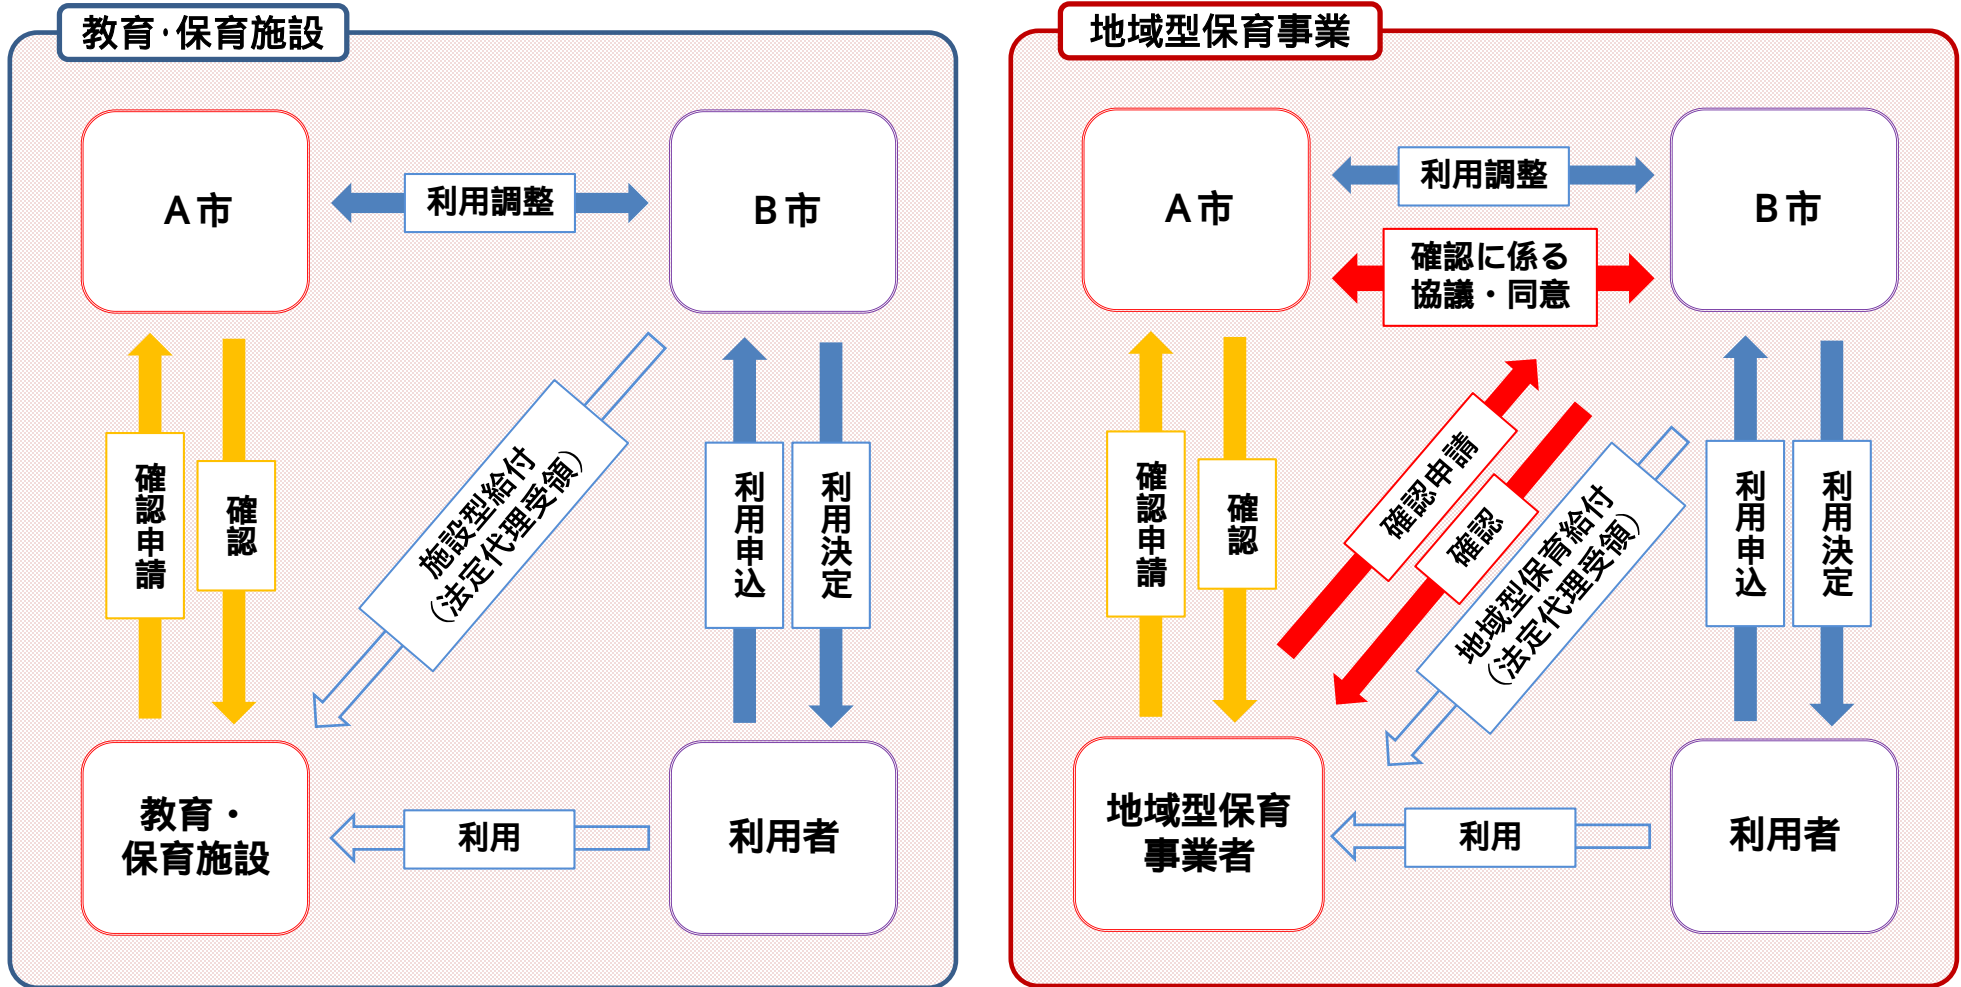 教育・保育施設
A市
利用調整
B市
確認申請
確認
施設型給付
（法定代理受領）
利用申込
利用決定
教育・
保育施設
利用
利用者
地域型保育事業
A市
利用調整
B市
確認に係る
協議・同意
確認申請
確認
確認申請
確認
地域型保育給付
（法定代理受領）
利用申込
利用決定
地域型保育
事業者
利用
利用者